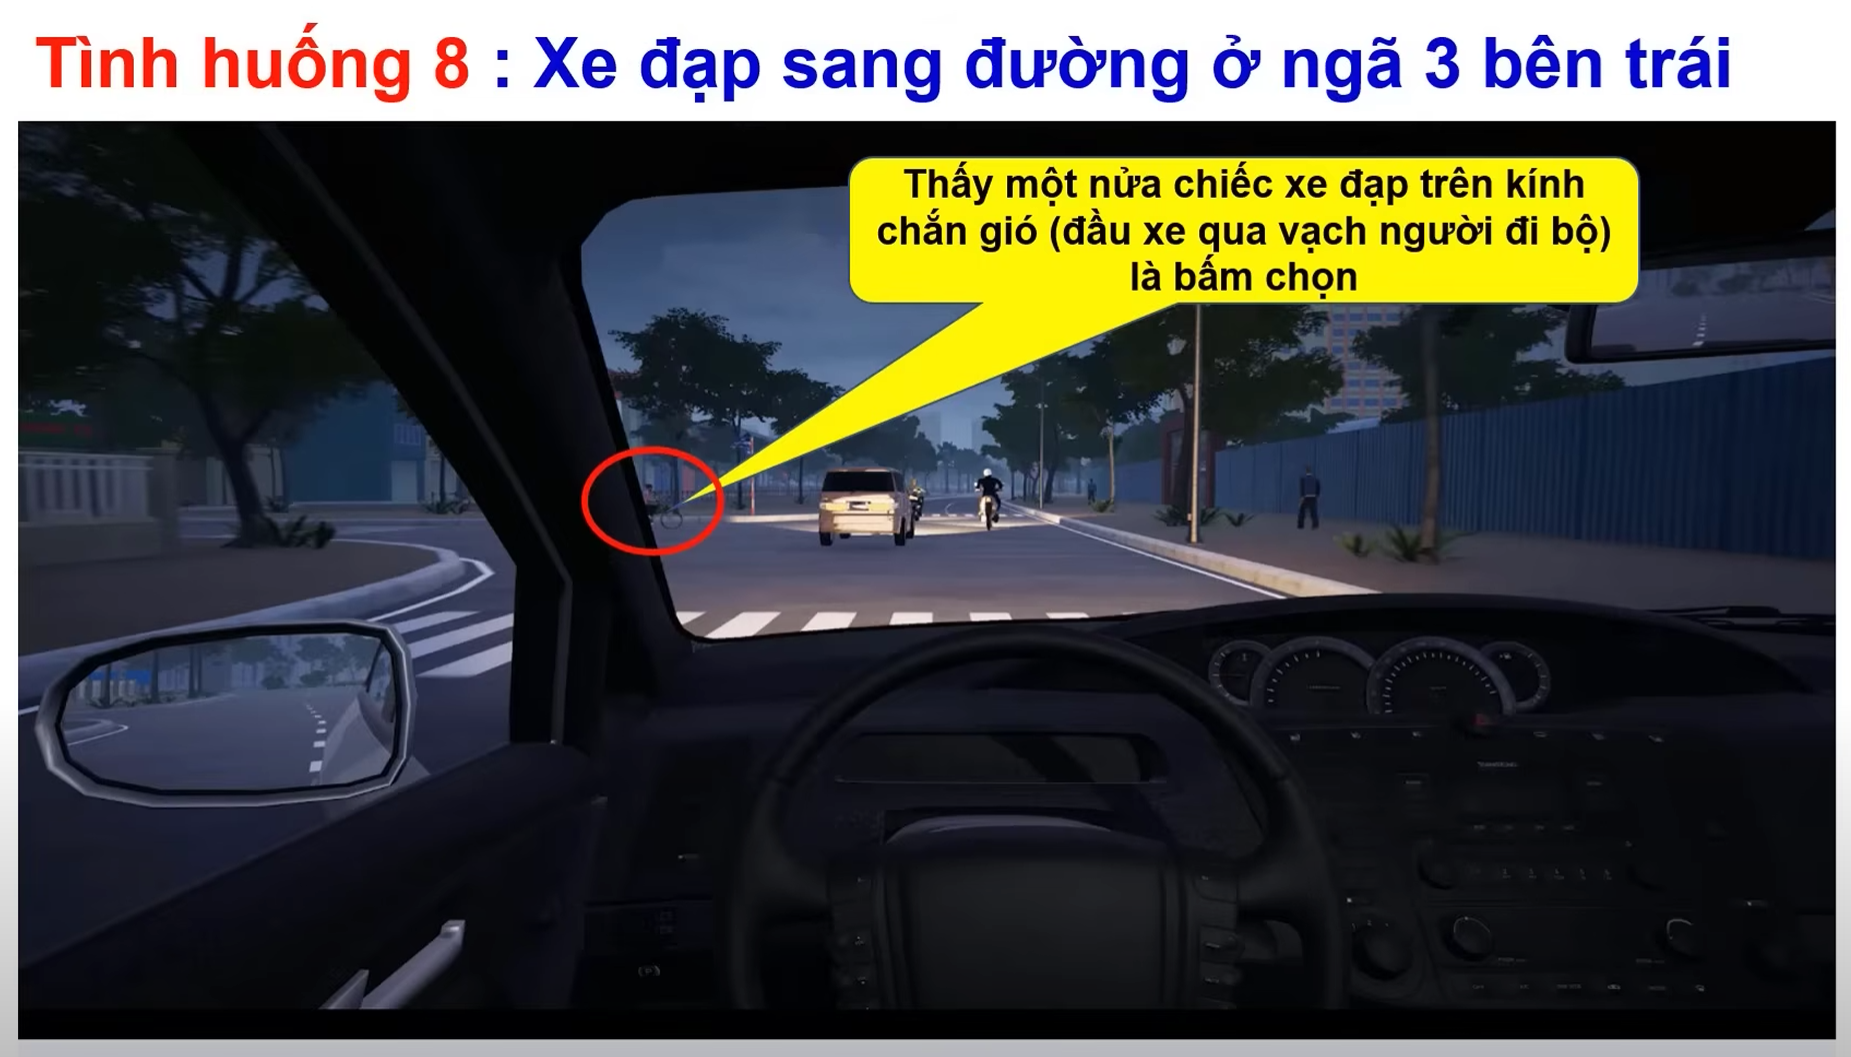 Tình huống 8 : Xe đạp sang đường ở ngã 3 bên trái
Thấy một nửa chiếc xe đạp trên kính
chắn gió (đầu xe qua vạch người đi bộ)
là bấm chọn